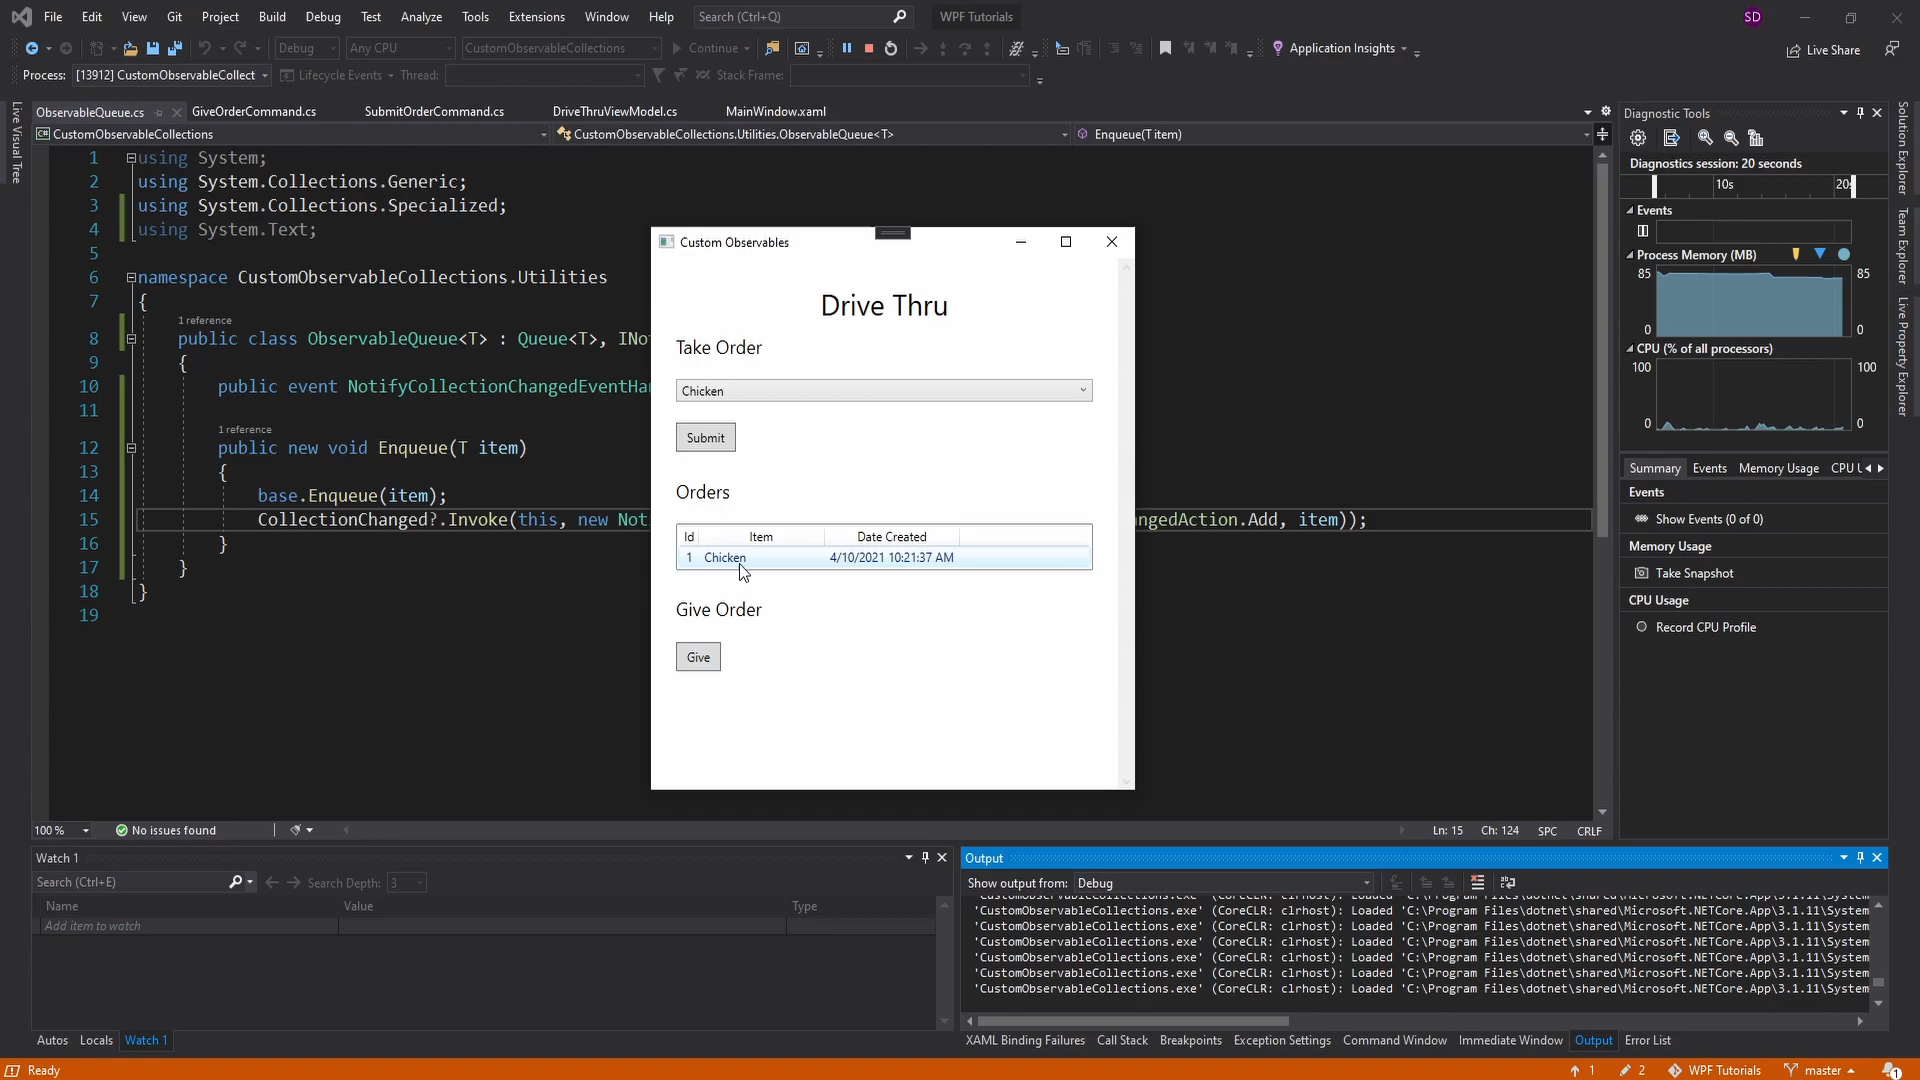 File Edit View Git Project Build Debug Test Analyze Tools Extensions Window Help Search (Ctrl+Q) WPF Tutorials SD
Debug Any CPU CustomObservableCollections Continue Application Insights Live Share
Process: [13912] CustomObservableCollect Lifecycle Events Thread: Stack Frame:
Live Visual Tree
ObservableQueue.cs GiveOrderCommand.cs SubmitOrderCommand.cs DriveThruViewModel.cs MainWindow.xaml
CustomObservableCollections CustomObservableCollections.Utilities.ObservableQueue<T> Enqueue(T item)
1 using System;
2 using System.Collections.Generic;
3 using System.Collections.Specialized;
4 using System.Text;
5
6 namespace CustomObservableCollections.Utilities
7 {
1 reference
8 public class ObservableQueue<T> : Queue<T>, INo
9 {
10 public event NotifyCollectionChangedEventHa
11
1 reference
12 public new void Enqueue(T item)
13 {
14 base.Enqueue(item);
15 CollectionChanged?.Invoke(this, new Not ngedAction.Add, item));
16 }
17 }
18 }
19
Custom Observables
Drive Thru
Take Order
Chicken
Submit
Orders
Id Item Date Created
1 Chicken 4/10/2021 10:21:37 AM
Give Order
Give
Diagnostic Tools
Diagnostics session: 20 seconds
10s 20s
Events
Process Memory (MB)
85 85
0 0
CPU (% of all processors)
100 100
0 0
Summary Events Memory Usage CPU U
Events
Show Events (0 of 0)
Memory Usage
Take Snapshot
CPU Usage
Record CPU Profile
Solution Explorer
Team Explorer
Live Property Explorer
100 % No issues found Ln: 15 Ch: 124 SPC CRLF
Watch 1
Search (Ctrl+E) Search Depth: 3
Name Value Type
Add item to watch
Autos Locals Watch 1
Output
Show output from: Debug
'CustomObservableCollections.exe' (CoreCLR: clrhost): Loaded 'C:\Program Files\dotnet\shared\Microsoft.NETCore.App\3.1.11\System
'CustomObservableCollections.exe' (CoreCLR: clrhost): Loaded 'C:\Program Files\dotnet\shared\Microsoft.NETCore.App\3.1.11\System
'CustomObservableCollections.exe' (CoreCLR: clrhost): Loaded 'C:\Program Files\dotnet\shared\Microsoft.NETCore.App\3.1.11\System
'CustomObservableCollections.exe' (CoreCLR: clrhost): Loaded 'C:\Program Files\dotnet\shared\Microsoft.NETCore.App\3.1.11\System
'CustomObservableCollections.exe' (CoreCLR: clrhost): Loaded 'C:\Program Files\dotnet\shared\Microsoft.NETCore.App\3.1.11\System
'CustomObservableCollections.exe' (CoreCLR: clrhost): Loaded 'C:\Program Files\dotnet\shared\Microsoft.NETCore.App\3.1.11\System
XAML Binding Failures Call Stack Breakpoints Exception Settings Command Window Immediate Window Output Error List
Ready 1 2 WPF Tutorials master 1